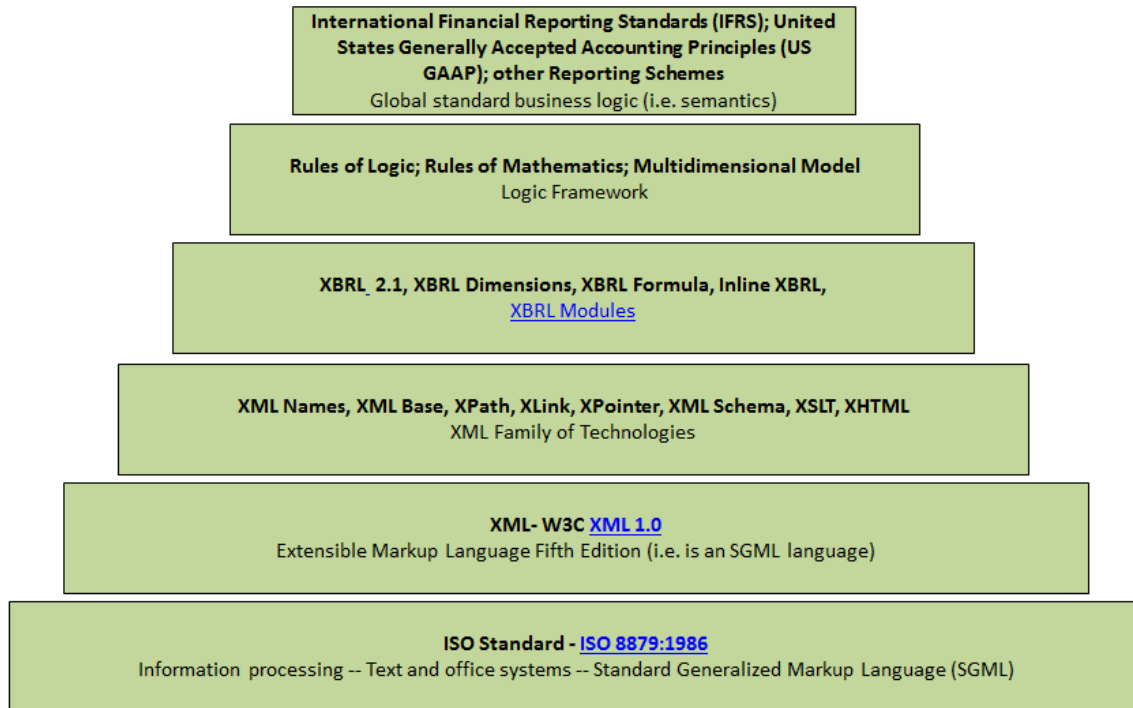 International Financial Reporting Standards (IFRS); United
States Generally Accepted Accounting Principles (US
GAAP); other Reporting Schemes
Global standard business logic (i.e. semantics)
Rules of Logic; Rules of Mathematics; Multidimensional Model
Logic Framework
XBRL 2.1, XBRL Dimensions, XBRL Formula, Inline XBRL,
XBRL Modules
XML Names, XML Base, XPath, XLink, XPointer, XML Schema, XSLT, XHTML
XML Family of Technologies
XML- W3C XML 1.0
Extensible Markup Language Fifth Edition (i.e. is an SGML language)
ISO Standard - ISO 8879:1986
Information processing -- Text and office systems -- Standard Generalized Markup Language (SGML)